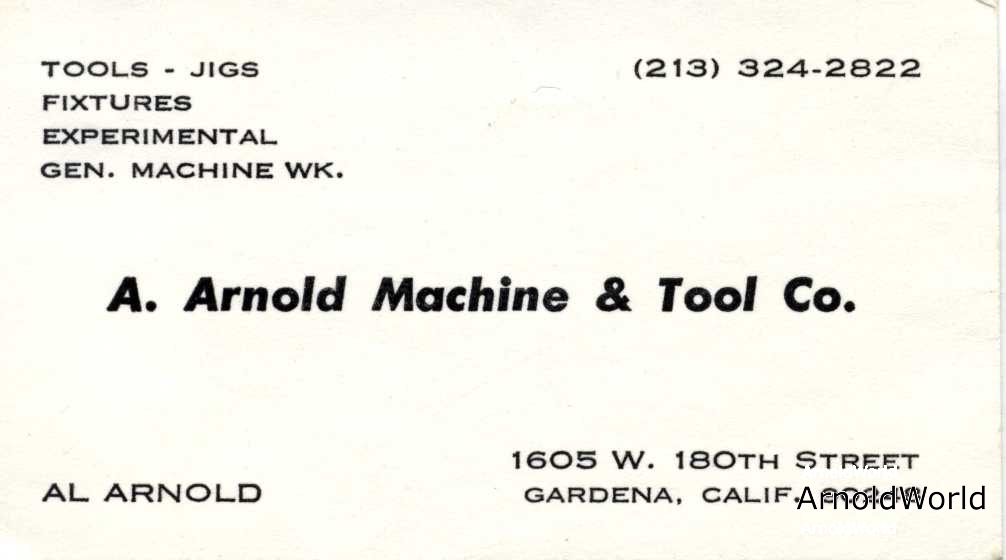 TOOLS - JIGS
FIXTURES
EXPERIMENTAL
GEN. MACHINE WK.
(213) 324-2822
A. Arnold Machine & Tool Co.
AL ARNOLD
1605 W. 180TH STREET
GARDENA, CALIF.
ArnoldWorld